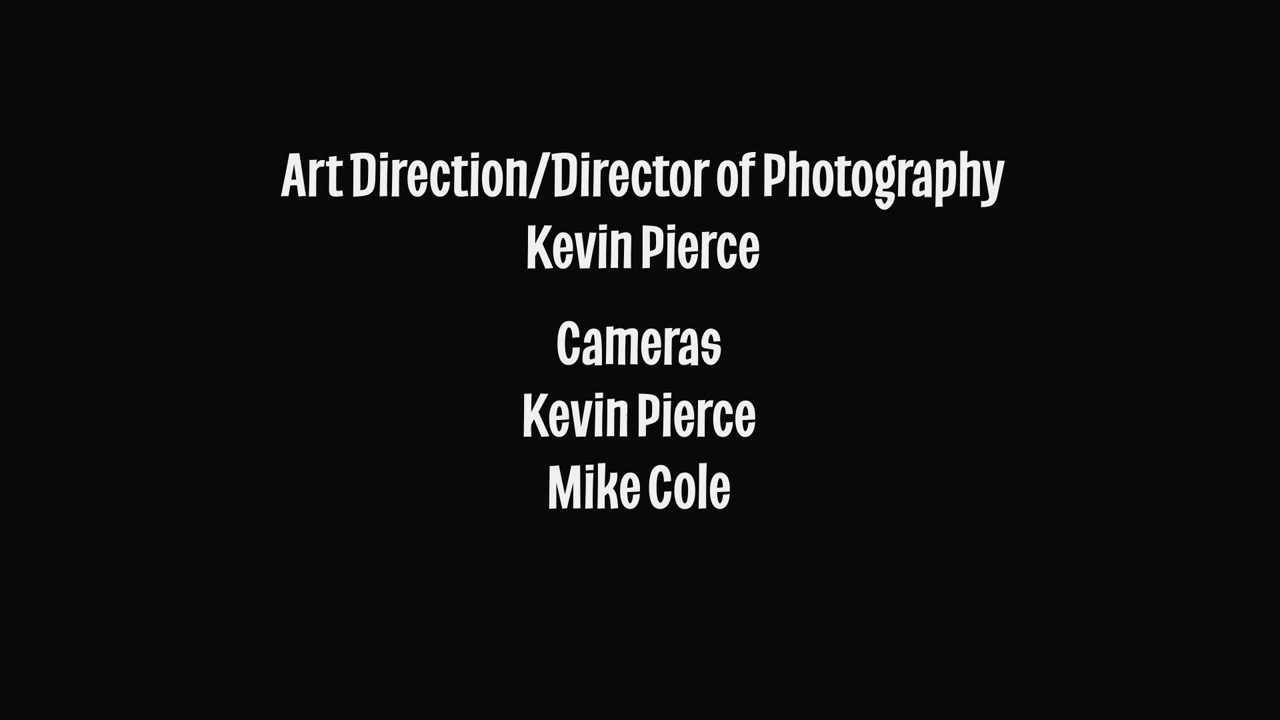 Art Direction/Director of Photography
Kevin Pierce
Cameras
Kevin Pierce
Mike Cole